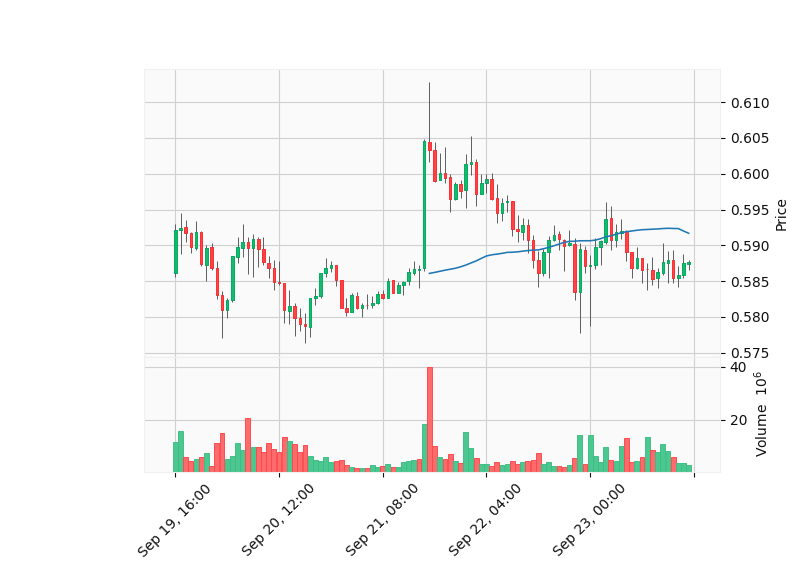 0.610
0.605
0.600
0.595
0.590
0.585
0.580
0.575
Price
40
20
Volume 10^6
Sep 19, 16:00
Sep 20, 12:00
Sep 21, 08:00
Sep 22, 04:00
Sep 23, 00:00